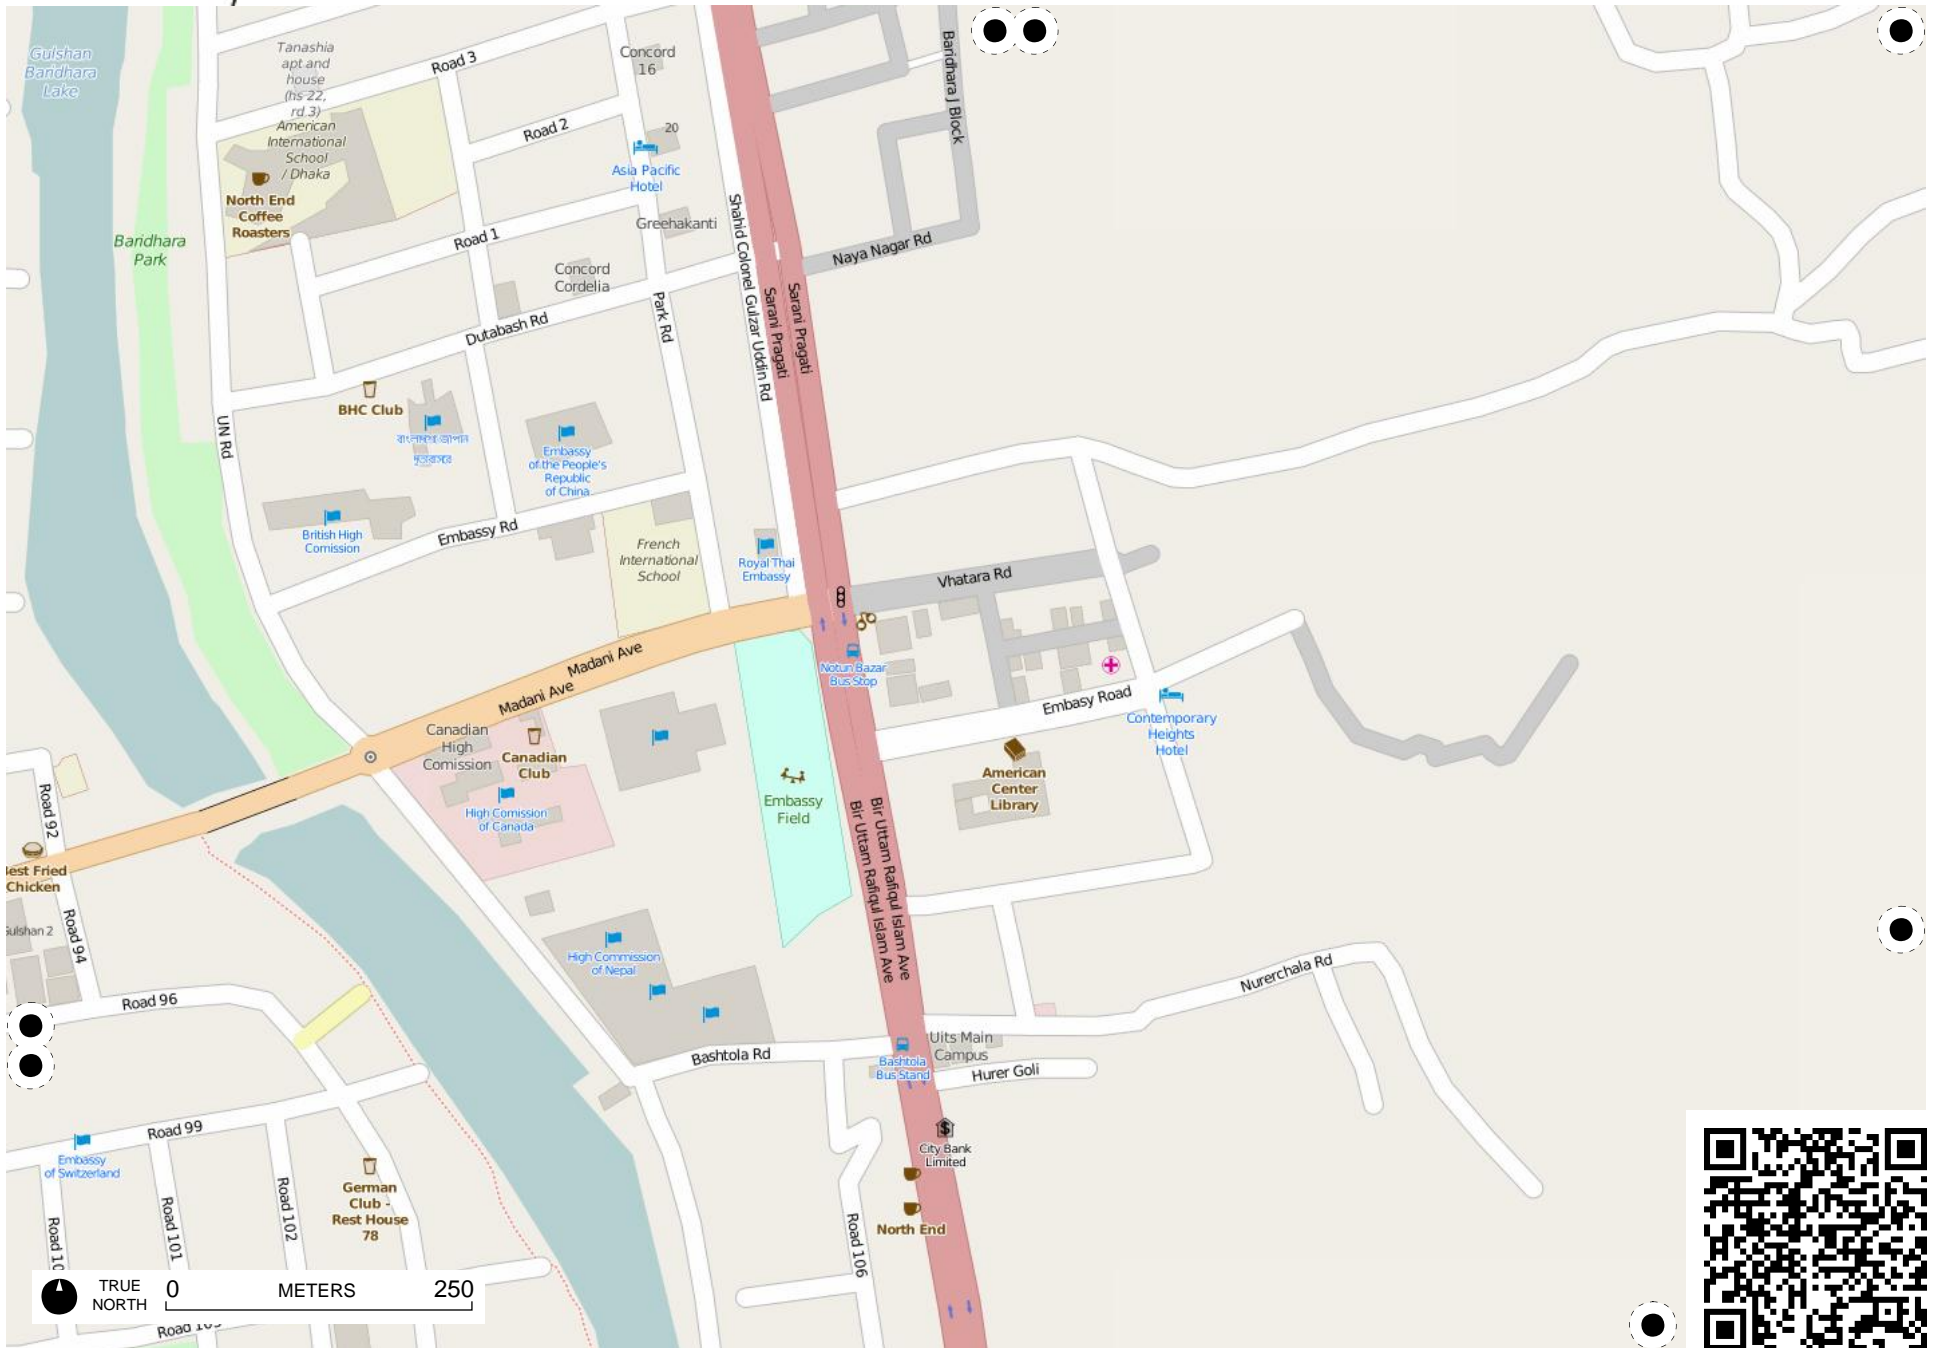 Gulshan
Baridhara
Lake
Tanashia
apt and
house
(hs 22,
rd 3)
American
International
School
/ Dhaka
Road 3
Concord
16
Road 2
20
Asia Pacific
Hotel
North End
Coffee
Roasters
Baridhara
Park
Road 1
Greehakanti
Concord
Cordelia
Park Rd
Dutabash Rd
Shahid Colonel Gulzar Uddin Rd
Sarani Pragati
Sarani Pragati
Naya Nagar Rd
Baridhara J Block
BHC Club
UN Rd
Embassy
of the People's
Republic
of China
British High
Comission
Embassy Rd
French
International
School
Royal Thai
Embassy
Vhatara Rd
Madani Ave
Madani Ave
Notun Bazar
Bus Stop
Embasy Road
Contemporary
Heights
Hotel
Canadian
High
Comission
Canadian
Club
High Comission
of Canada
Embassy
Field
American
Center
Library
Bir Uttam Rafiqul Islam Ave
Bir Uttam Rafiqul Islam Ave
Road 92
Best Fried
Chicken
Gulshan 2
Road 94
Road 96
High Commission
of Nepal
Nurerchala Rd
Bashtola Rd
Bashtola
Bus Stand
Uits Main
Campus
Hurer Goli
City Bank
Limited
North End
Road 106
Road 99
Embassy
of Switzerland
Road 101
Road 102
German
Club -
Rest House
78
TRUE
NORTH
0 METERS 250